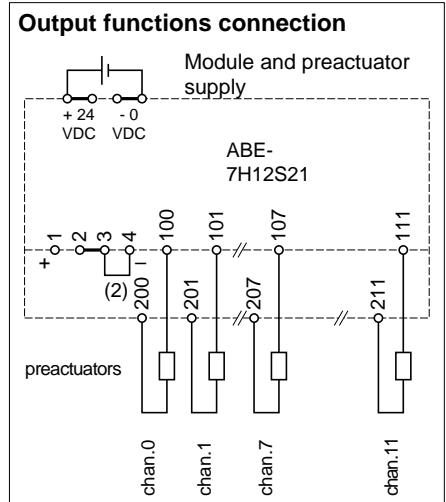 Output functions connection
Module and preactuator
supply
+ 24
VDC
- 0
VDC
ABE-
7H12S21
1 2 3 4 100 101 107 111
+ –
(2)
200 201 207 211
preactuators
chan.0 chan.1 chan.7 chan.11